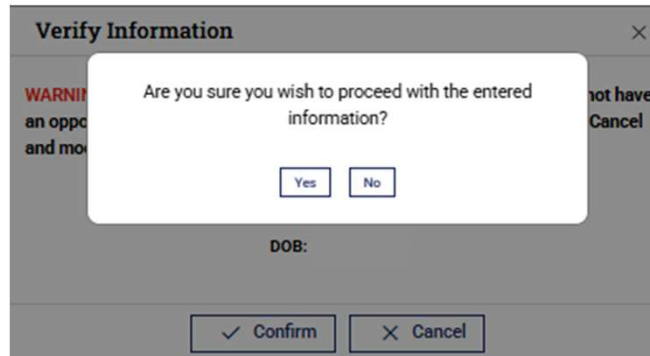 Verify Information
Are you sure you wish to proceed with the entered
information?
not have
an oppo
Cancel
and mo
Yes
No
DOB:
Confirm
Cancel